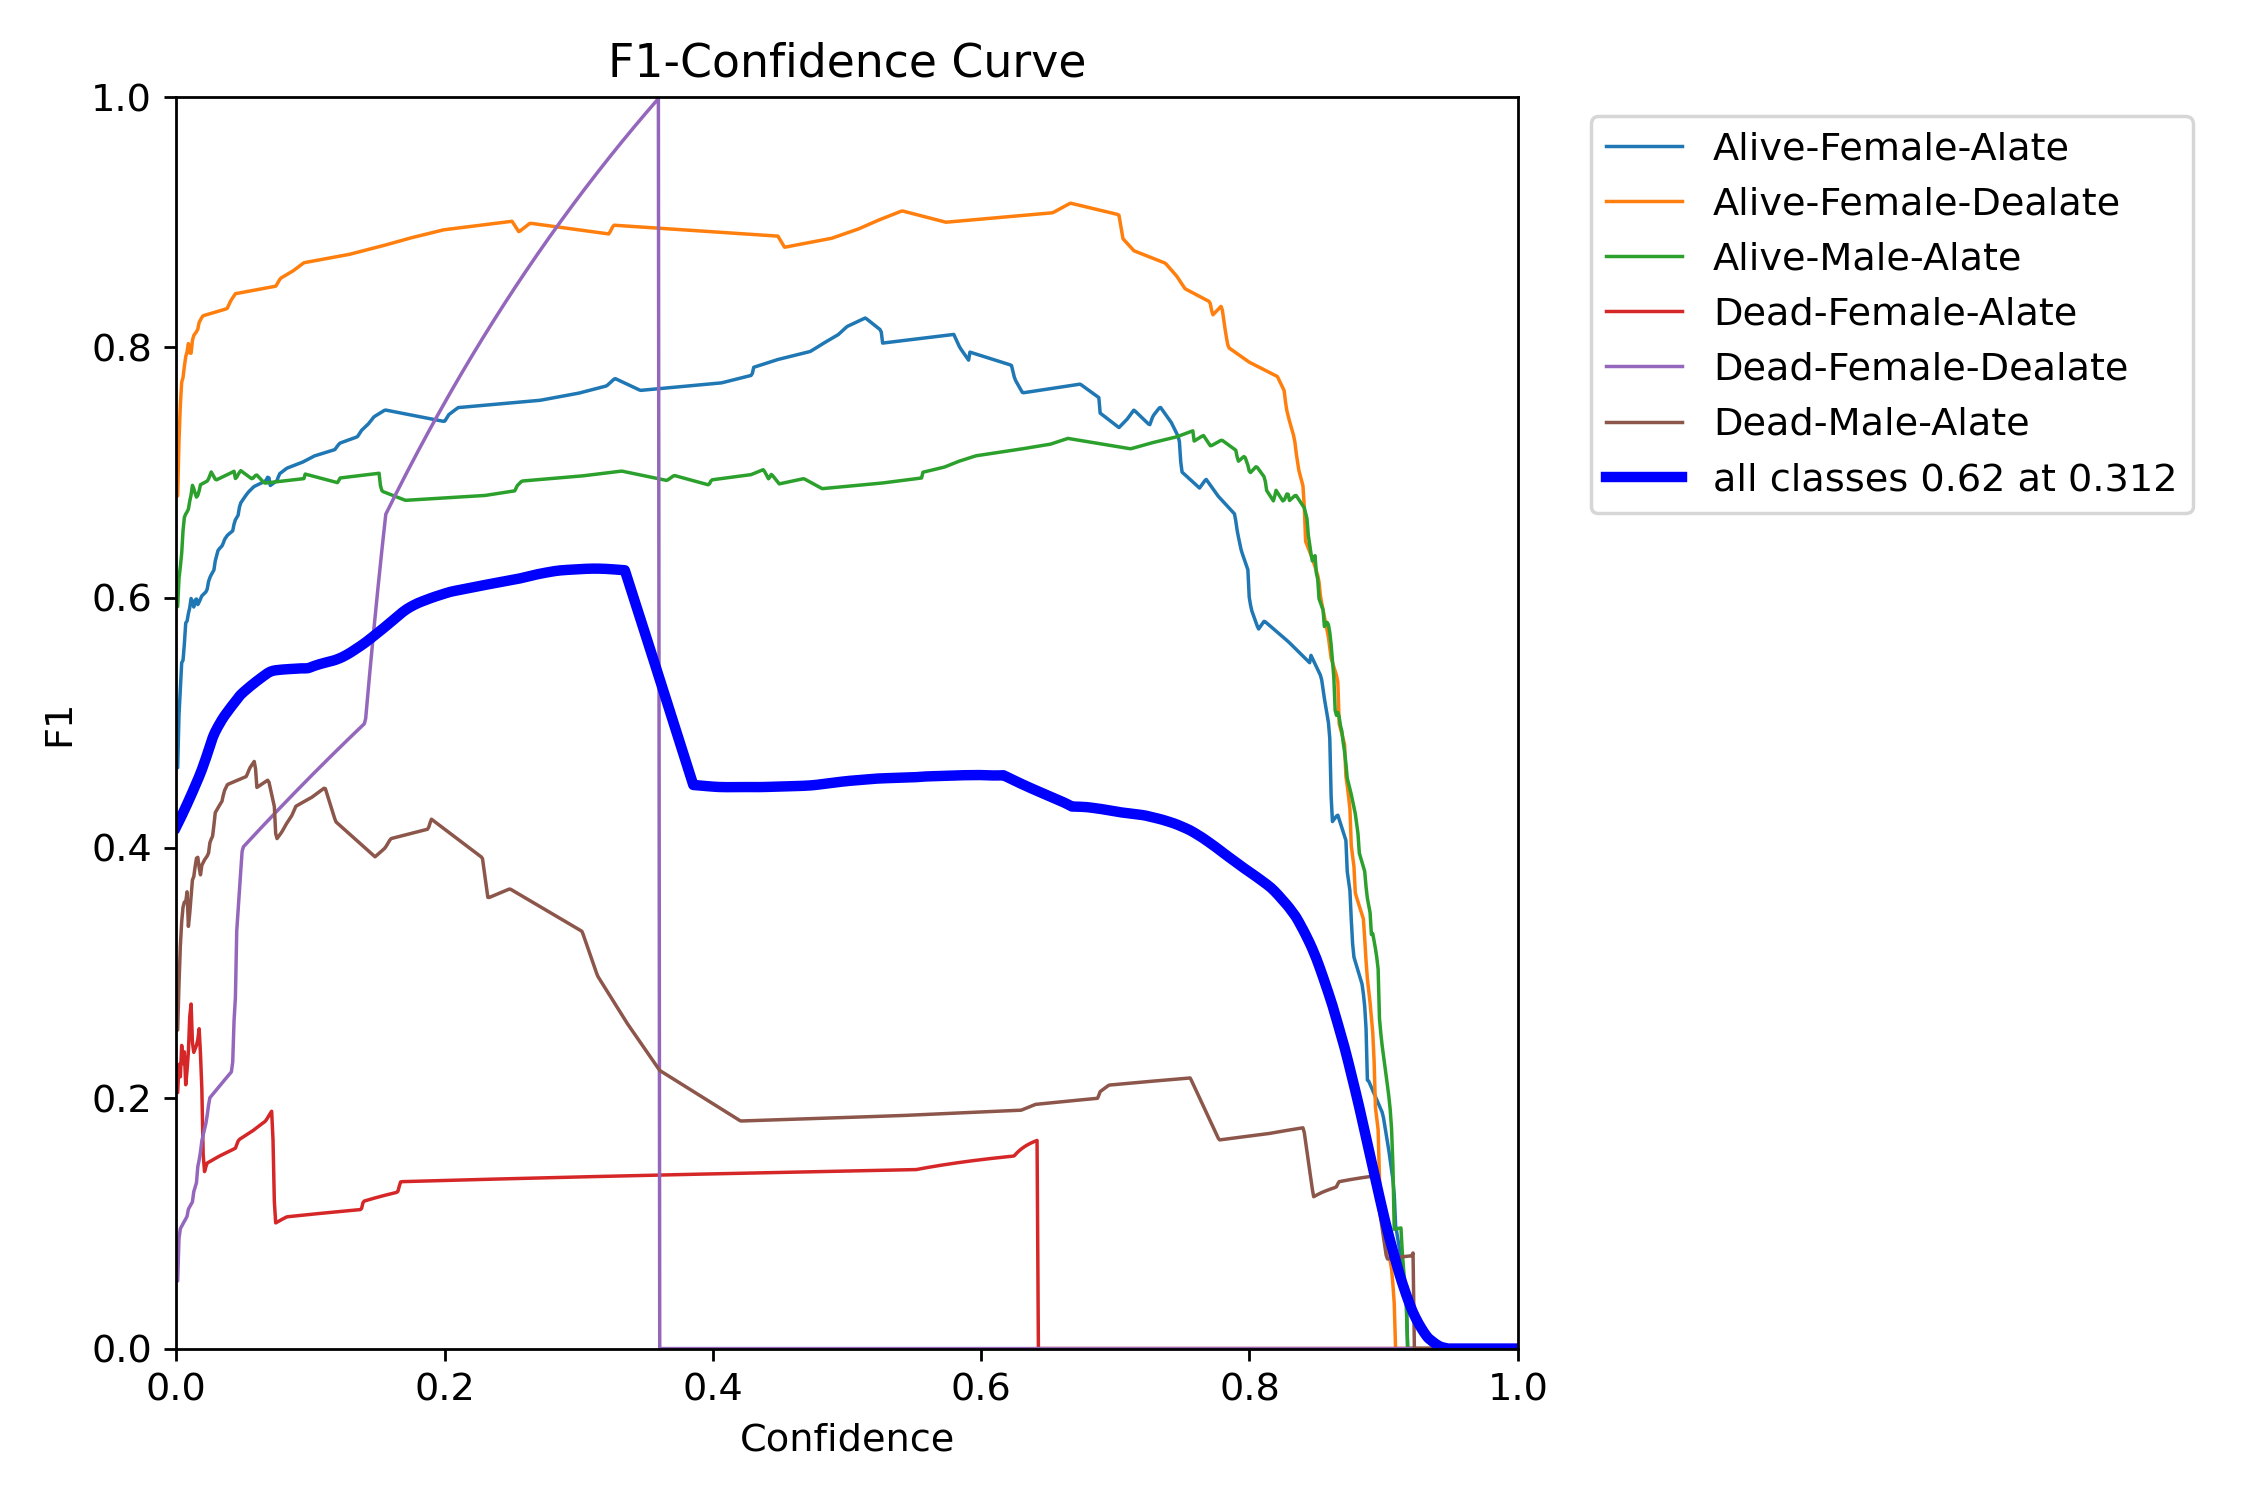 F1-Confidence Curve
1.0
0.8
0.6
0.4
0.2
0.0
F1
0.0 0.2 0.4 0.6 0.8 1.0
Confidence
Alive-Female-Alate
Alive-Female-Dealate
Alive-Male-Alate
Dead-Female-Alate
Dead-Female-Dealate
Dead-Male-Alate
all classes 0.62 at 0.312